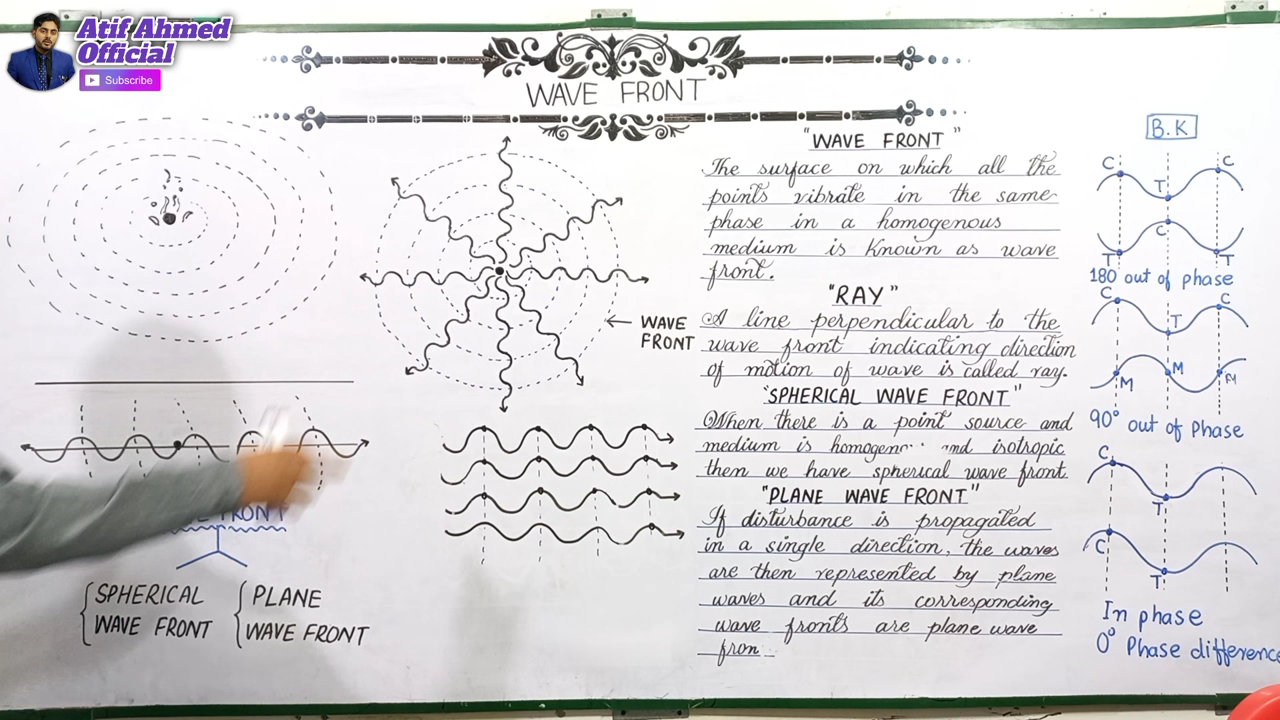 Atif Ahmed
Official
Subscribe
WAVE FRONT
"WAVE FRONT"
The surface on which all the
points vibrate in the same
phase in a homogenous
medium is Known as wave
front.
"RAY"
A line perpendicular to the
wave front indicating direction
of motion of wave is called ray.
"SPHERICAL WAVE FRONT"
When there is a point source and
medium is and isotropic
then we have spherical wave front.
"PLANE WAVE FRONT"
If disturbance is propagated
in a single direction, the waves
are then represented by plane
waves and its corresponding
wave fronts are plane wave
WAVE
FRONT
FRONT
SPHERICAL
WAVE FRONT
PLANE
WAVE FRONT
B.K
C C
T
C
T T
180 out of phase
C C
T
M M M
90° out of Phase
C
T
C
T
In phase
0° Phase difference